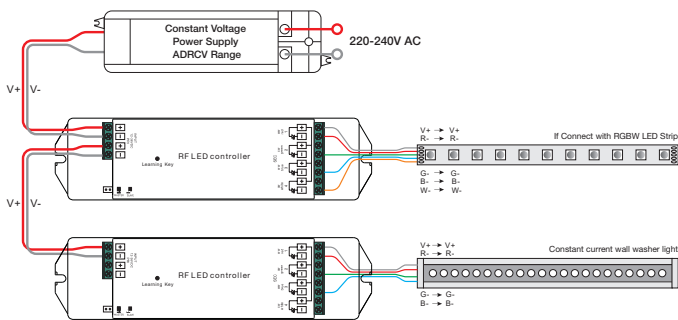 Constant Voltage
Power Supply
ADRCV Range
220-240V AC
V+
V-
RF LED controller
Learning Key
V+ → V+
R- → R-
If Connect with RGBW LED Strip
G- → G-
B- → B-
W- → W-
V+
V-
RF LED controller
Learning Key
V+ → V+
R- → R-
Constant current wall washer light
G- → G-
B- → B-